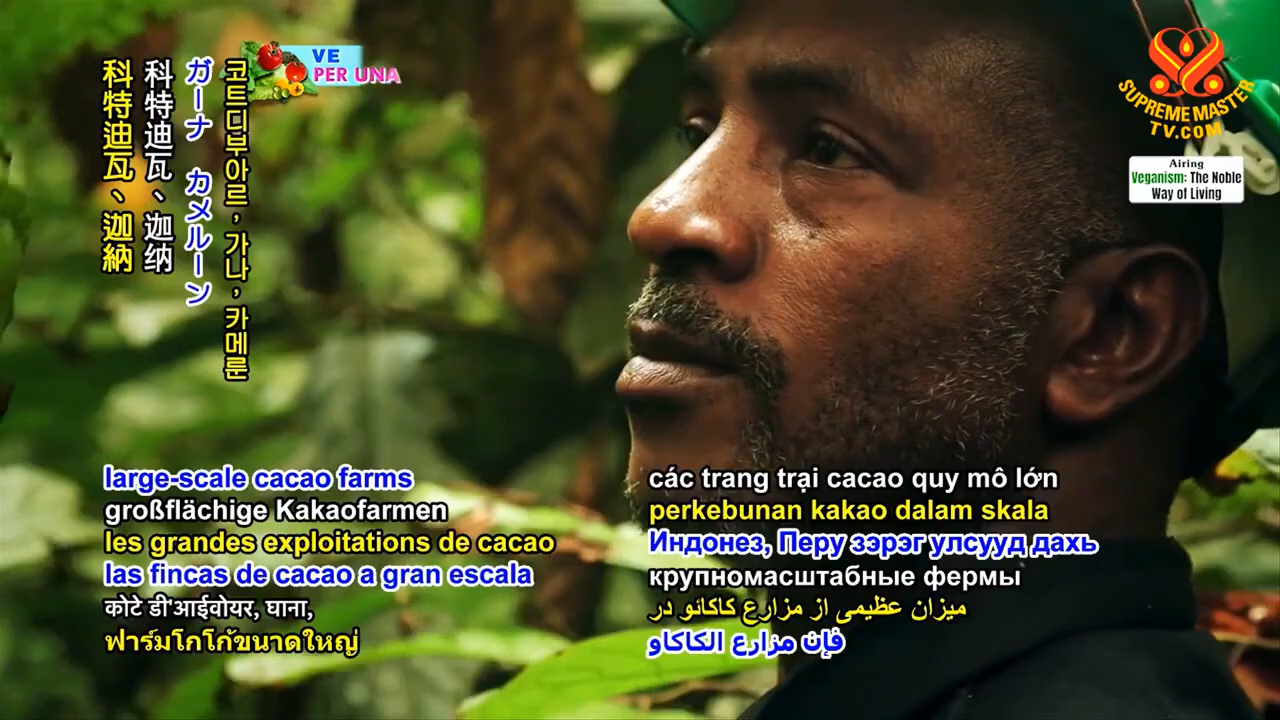 科特迪瓦、迦納
科特迪瓦、迦纳
ガーナ カメルーン
코트디부아르, 가나, 카메룬
VE
PER UNA
SUPREME MASTER
TV.COM
Airing
Veganism: The Noble
Way of Living
large-scale cacao farms
großflächige Kakaofarmen
les grandes exploitations de cacao
las fincas de cacao a gran escala
कोटे डी'आईवोयर, घाना,
ฟาร์มโกโก้ขนาดใหญ่
các trang trại cacao quy mô lớn
perkebunan kakao dalam skala
Индонез, Перу зэрэг улсууд дахь
крупномасштабные фермы
میزان عظیمی از مزارع کاکائو در
فإن مزارع الكاكاو